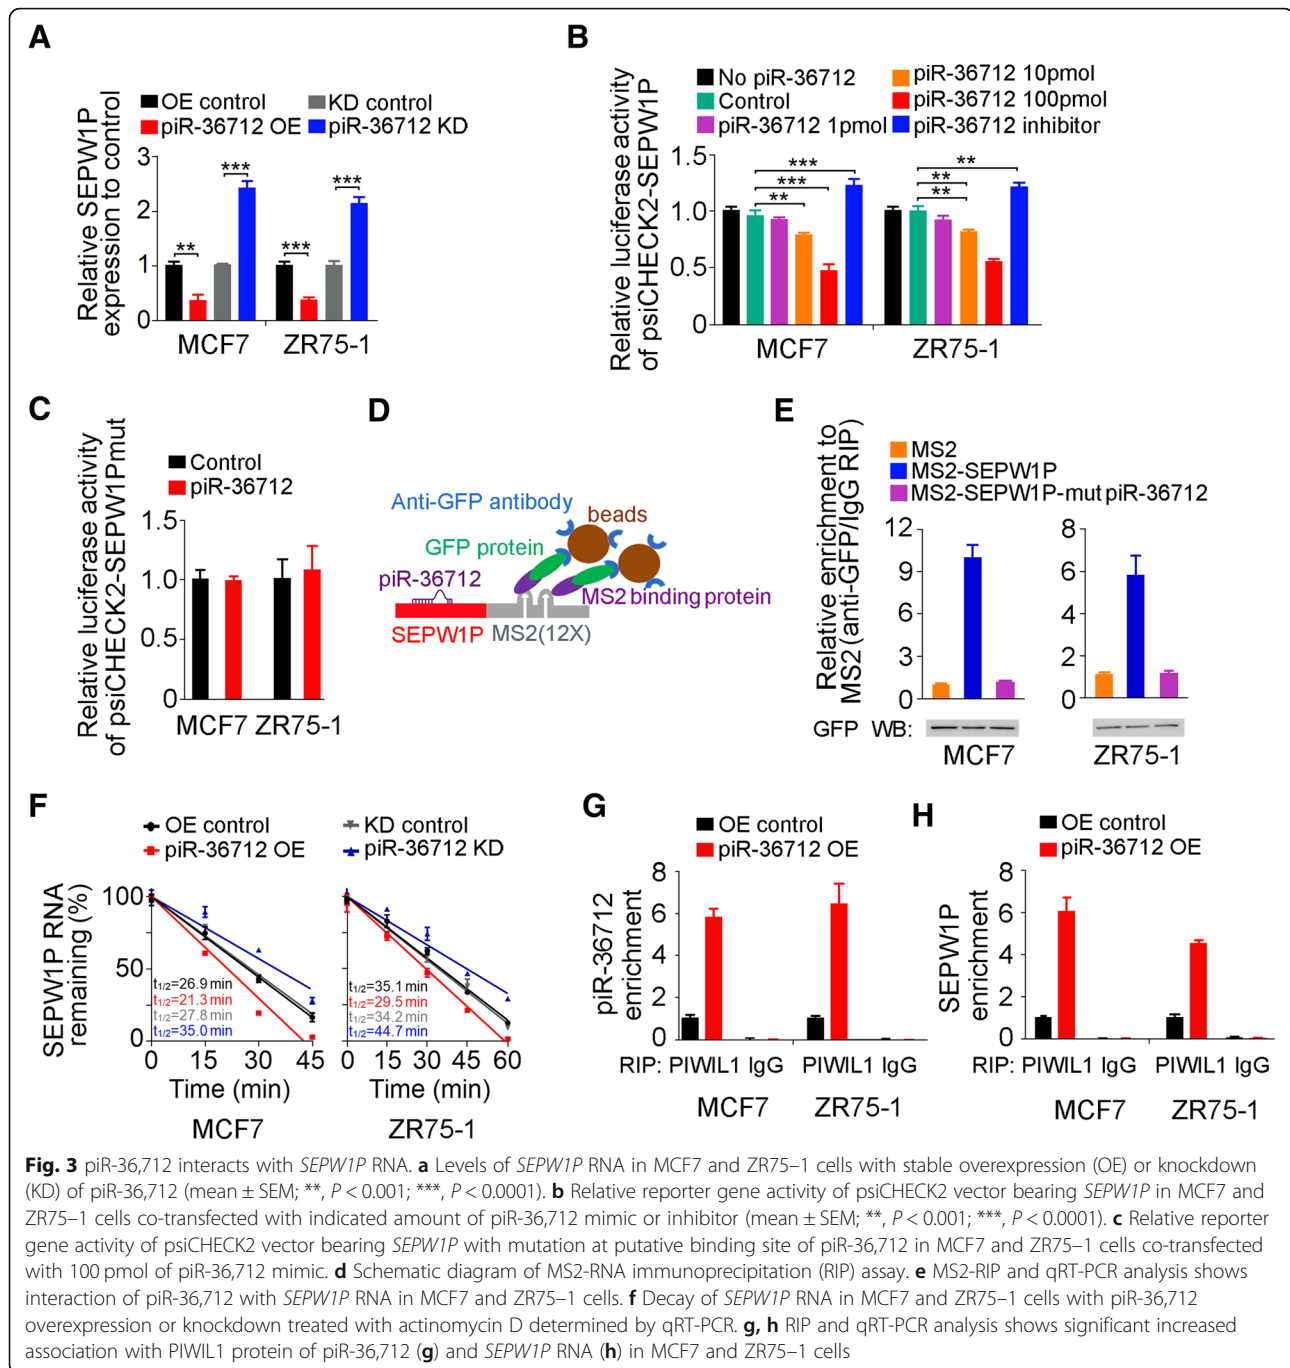 A
OE control
KD control
piR-36712 OE
piR-36712 KD
Relative SEPW1P
expression to control
3
2
1
0
**
***
***
***
MCF7
ZR75-1
B
No piR-36712
piR-36712 10pmol
Control
piR-36712 100pmol
piR-36712 1pmol
piR-36712 inhibitor
Relative luciferase activity
of psiCHECK2-SEPW1P
1.5
1.0
0.5
0
***
***
**
**
**
**
MCF7
ZR75-1
C
Control
piR-36712
Relative luciferase activity
of psiCHECK2-SEPW1Pmut
1.5
1.0
0.5
0
MCF7 ZR75-1
D
Anti-GFP antibody
beads
GFP protein
piR-36712
MS2 binding protein
SEPW1P
MS2(12X)
E
MS2
MS2-SEPW1P
MS2-SEPW1P-mut piR-36712
Relative enrichment to
MS2 (anti-GFP/IgG RIP)
12
9
6
3
0
8
6
4
2
0
GFP WB:
MCF7
ZR75-1
F
OE control
KD control
piR-36712 OE
piR-36712 KD
SEPW1P RNA
remaining (%)
100
50
0
t1/2=26.9 min
t1/2=21.3 min
t1/2=27.8 min
t1/2=35.0 min
0 15 30 45
Time (min)
MCF7
t1/2=35.1 min
t1/2=29.5 min
t1/2=34.2 min
t1/2=44.7 min
0 15 30 45 60
Time (min)
ZR75-1
G
OE control
piR-36712 OE
piR-36712
enrichment
8
6
4
2
0
RIP: PIWIL1 IgG PIWIL1 IgG
MCF7 ZR75-1
H
OE control
piR-36712 OE
SEPW1P
enrichment
8
6
4
2
0
RIP: PIWIL1 IgG PIWIL1 IgG
MCF7 ZR75-1
Fig. 3 piR-36,712 interacts with SEPW1P RNA. a Levels of SEPW1P RNA in MCF7 and ZR75–1 cells with stable overexpression (OE) or knockdown
(KD) of piR-36,712 (mean ± SEM; **, P < 0.001; ***, P < 0.0001). b Relative reporter gene activity of psiCHECK2 vector bearing SEPW1P in MCF7 and
ZR75–1 cells co-transfected with indicated amount of piR-36,712 mimic or inhibitor (mean ± SEM; **, P < 0.001; ***, P < 0.0001). c Relative reporter
gene activity of psiCHECK2 vector bearing SEPW1P with mutation at putative binding site of piR-36,712 in MCF7 and ZR75–1 cells co-transfected
with 100 pmol of piR-36,712 mimic. d Schematic diagram of MS2-RNA immunoprecipitation (RIP) assay. e MS2-RIP and qRT-PCR analysis shows
interaction of piR-36,712 with SEPW1P RNA in MCF7 and ZR75–1 cells. f Decay of SEPW1P RNA in MCF7 and ZR75–1 cells with piR-36,712
overexpression or knockdown treated with actinomycin D determined by qRT-PCR. g, h RIP and qRT-PCR analysis shows significant increased
association with PIWIL1 protein of piR-36,712 (g) and SEPW1P RNA (h) in MCF7 and ZR75–1 cells